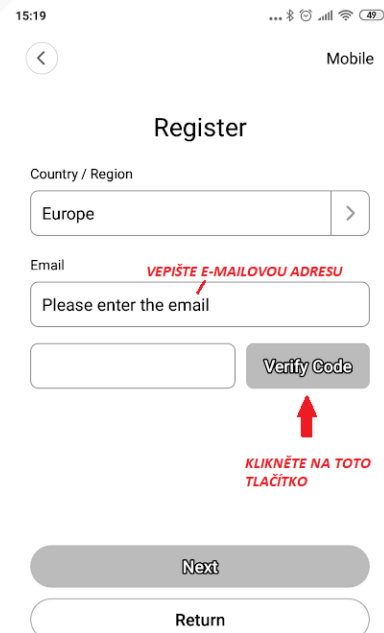 15:19
... 49
Mobile
Register
Country / Region
Europe
Email
VEPIŠTE E-MAILOVOU ADRESU
Please enter the email
Verify Code
KLIKNĚTE NA TOTO
TLAČÍTKO
Next
Return